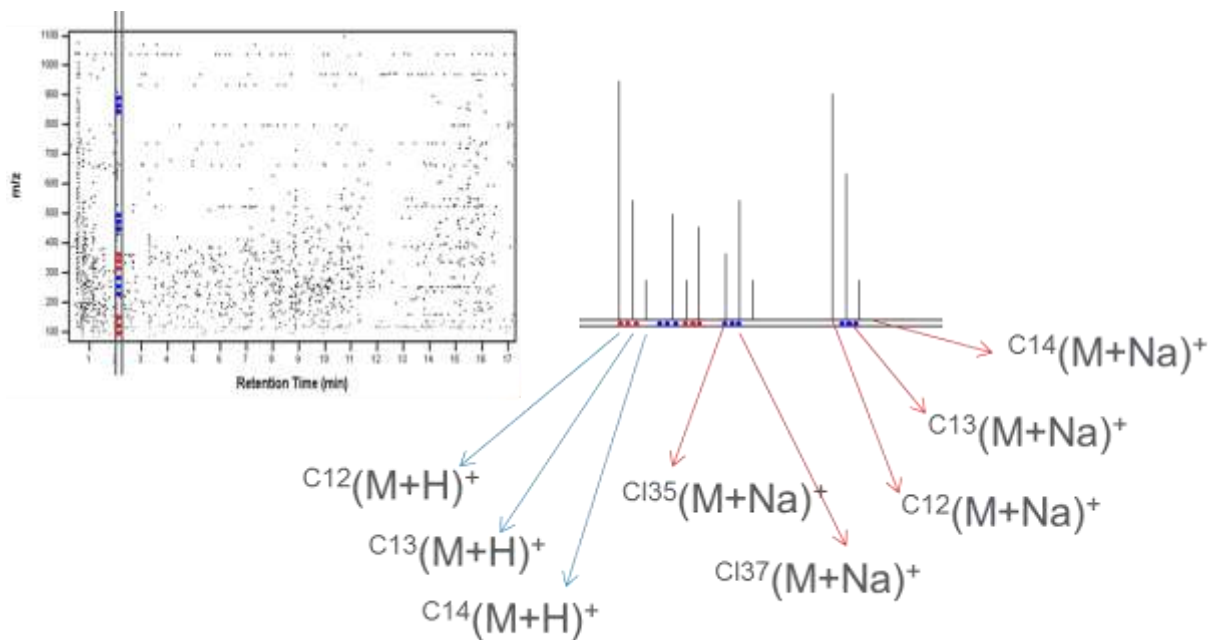 1100
1000
900
800
700
600
500
400
300
200
100
m/z
1 2 3 4 5 6 7 8 9 10 11 12 13 14 15 16 17
Retention Time (min)
C14(M+Na)+
C13(M+Na)+
C12(M+Na)+
Cl35(M+Na)+
Cl37(M+Na)+
C12(M+H)+
C13(M+H)+
C14(M+H)+